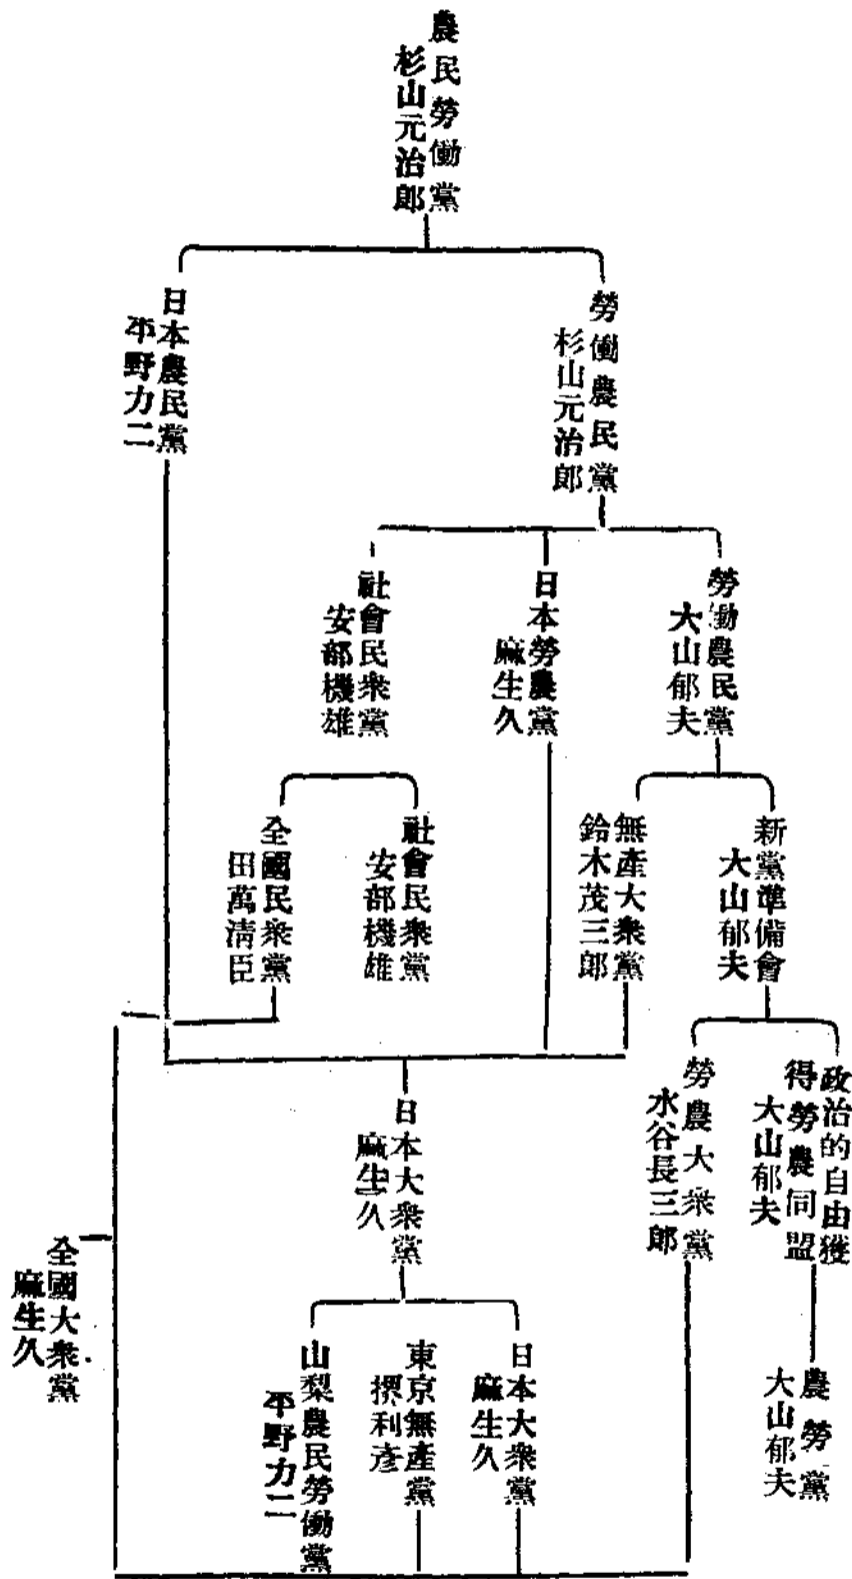 農民勞働黨
杉山元治郎
勞働農民黨
杉山元治郎
日本農民黨
平野力二
勞働農民黨
大山郁夫
日本勞農黨
麻生久
社會民衆黨
安部機雄
新黨準備會
大山郁夫
無產大衆黨
鈴木茂三郎
社會民衆黨
安部機雄
全國民衆黨
田萬淸臣
政治的自由獲
得勞農同盟
大山郁夫
勞農大衆黨
水谷長三郎
日本大衆黨
麻生久
農勞黨
大山郁夫
日本大衆黨
麻生久
東京無產黨
利彥
山梨農民勞働黨
平野力二
全國大衆黨
麻生久